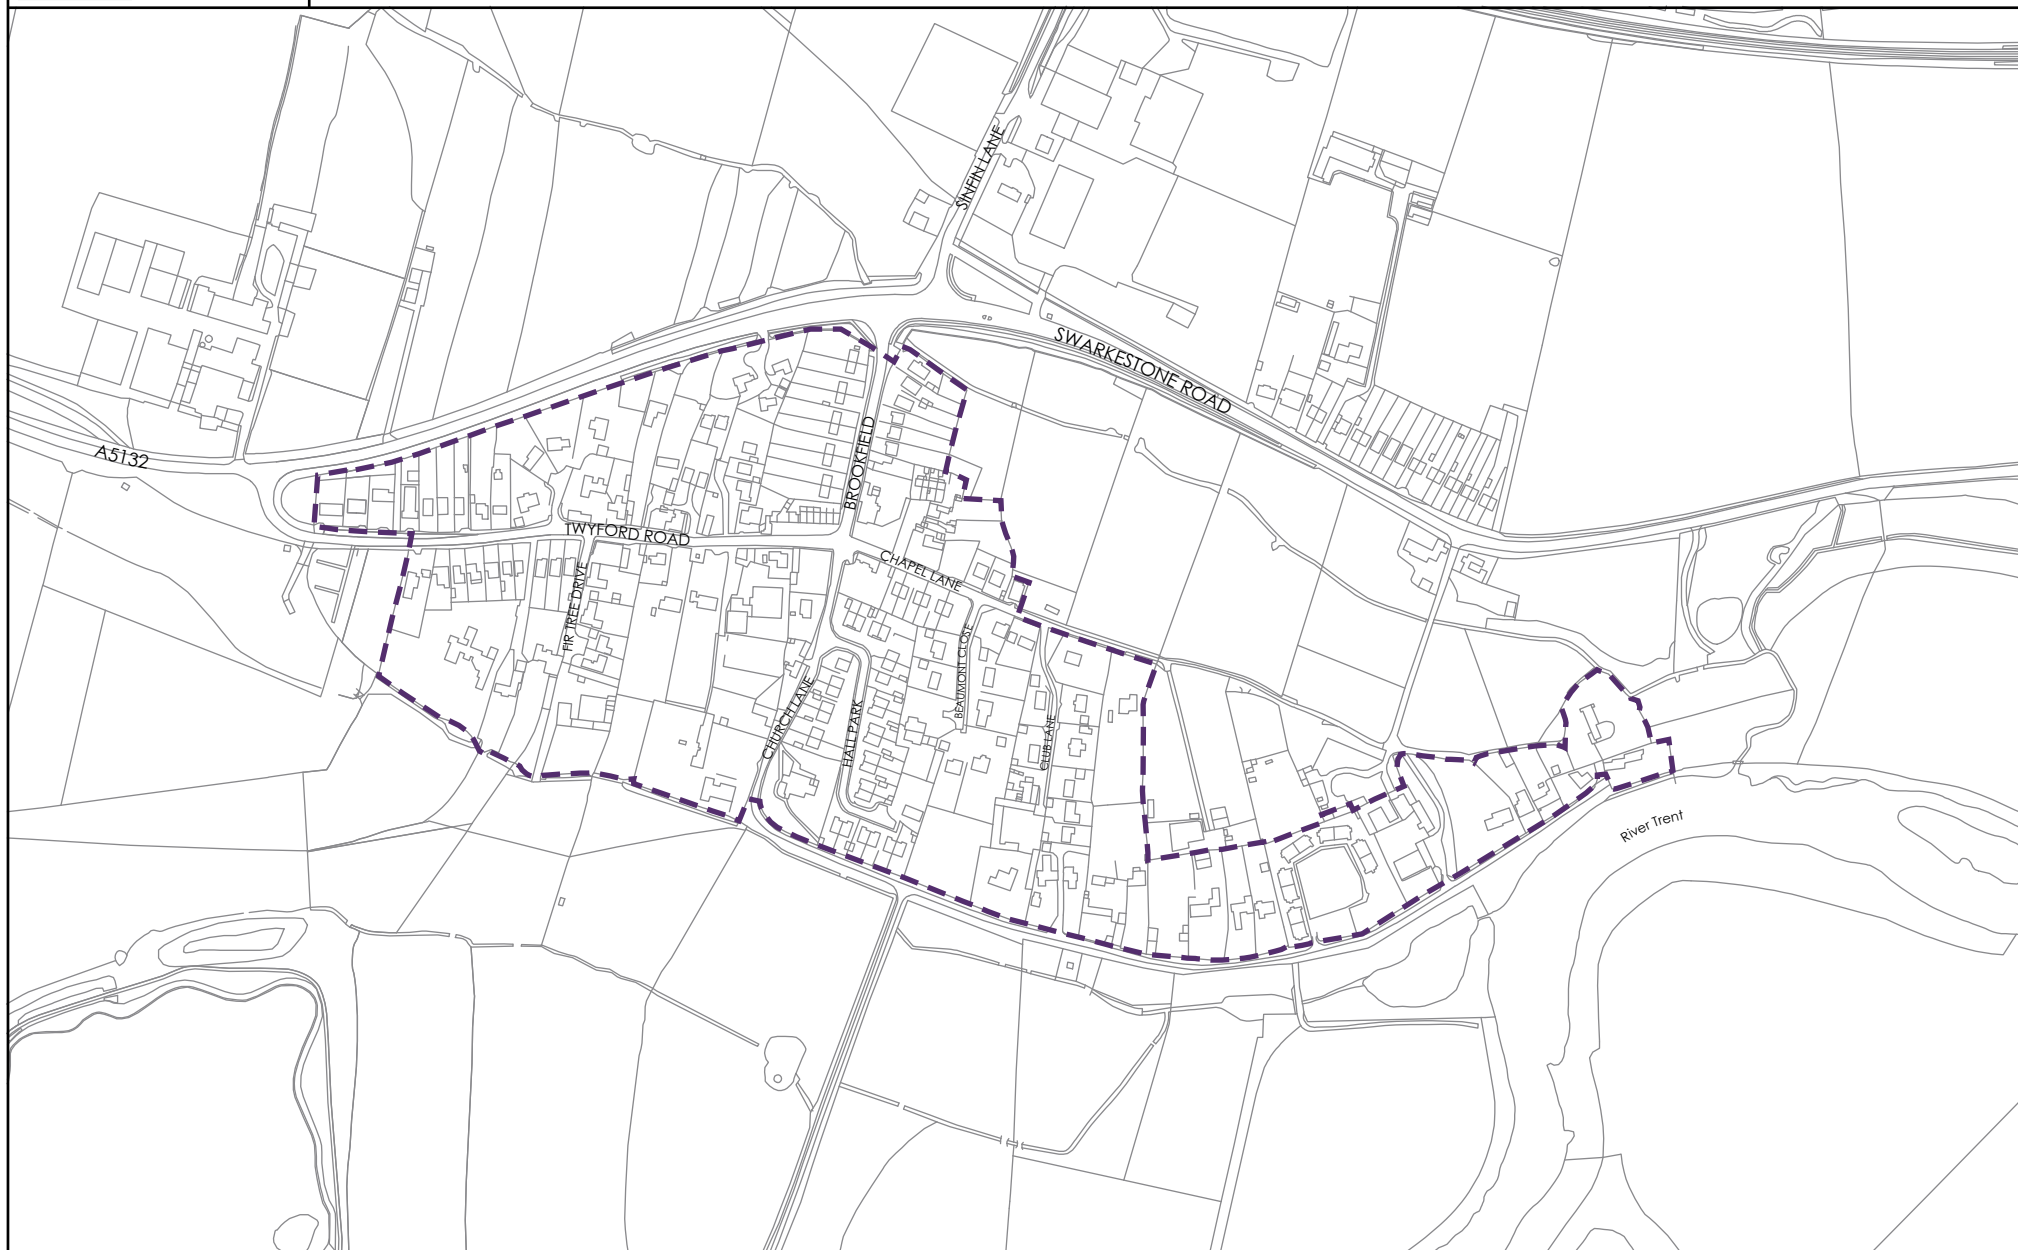 SINFIN LANE
SWARKESTONE ROAD
A5132
BROOKFIELD
TWYFORD ROAD
CHAPEL LANE
FIR TREE DRIVE
BEAUMONT CLOSE
CHURCH LANE
HALL PARK
CLUB LANE
River Trent